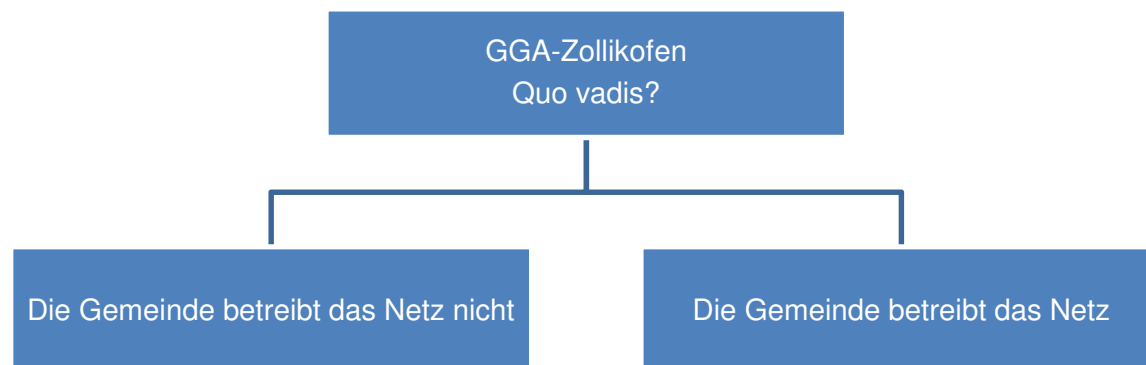 GGA-Zollikofen
Quo vadis?
Die Gemeinde betreibt das Netz nicht
Die Gemeinde betreibt das Netz